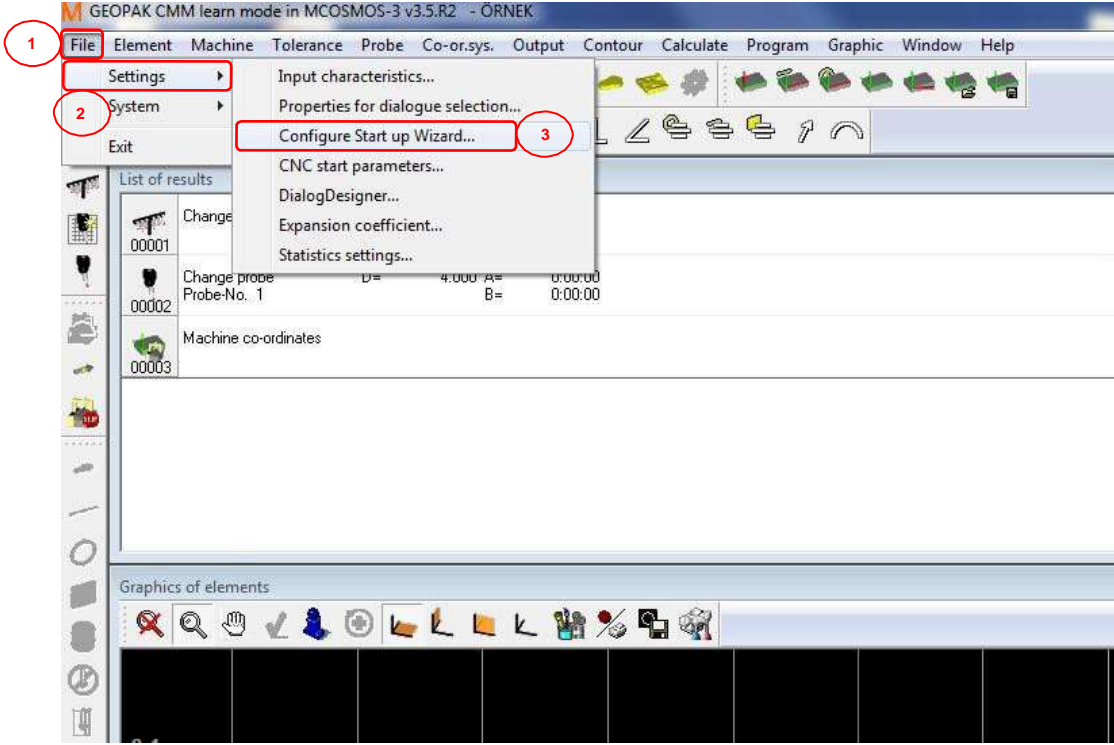 GEOPAK CMM learn mode in MCOSMOS-3 v3.5.R2 - ÖRNEK
1
File Element Machine Tolerance Probe Co-or.sys. Output Contour Calculate Program Graphic Window Help
Settings
2
System
Exit
Input characteristics...
Properties for dialogue selection...
Configure Start up Wizard...
3
CNC start parameters...
DialogDesigner...
Expansion coefficient...
Statistics settings...
List of results
00001 Change
00002 Change probe D= 4.000 A= 0:00:00
Probe-No. 1 B= 0:00:00
00003 Machine co-ordinates
Graphics of elements